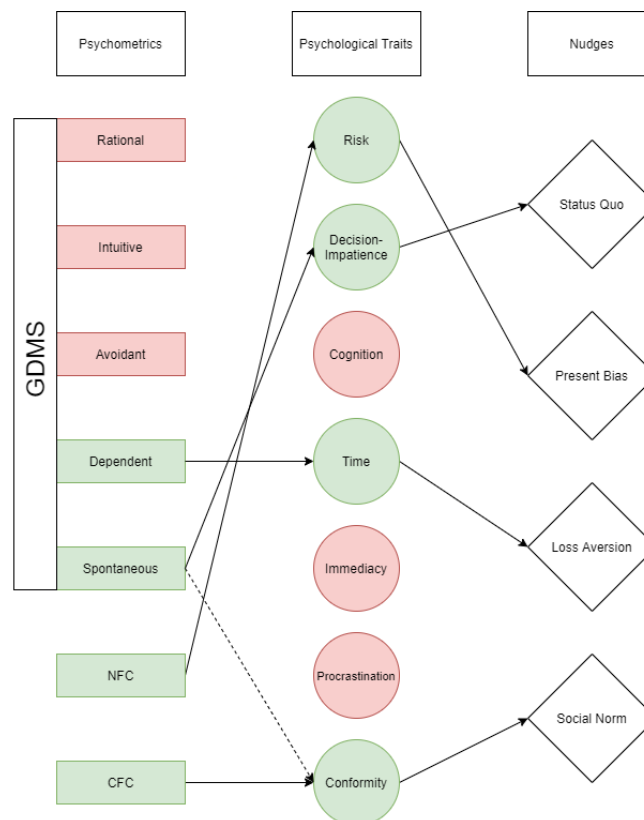 Psychometrics
Psychological Traits
Nudges
GDMS
Rational
Intuitive
Avoidant
Dependent
Spontaneous
NFC
CFC
Risk
Decision-
Impatience
Cognition
Time
Immediacy
Procrastination
Conformity
Status Quo
Present Bias
Loss Aversion
Social Norm